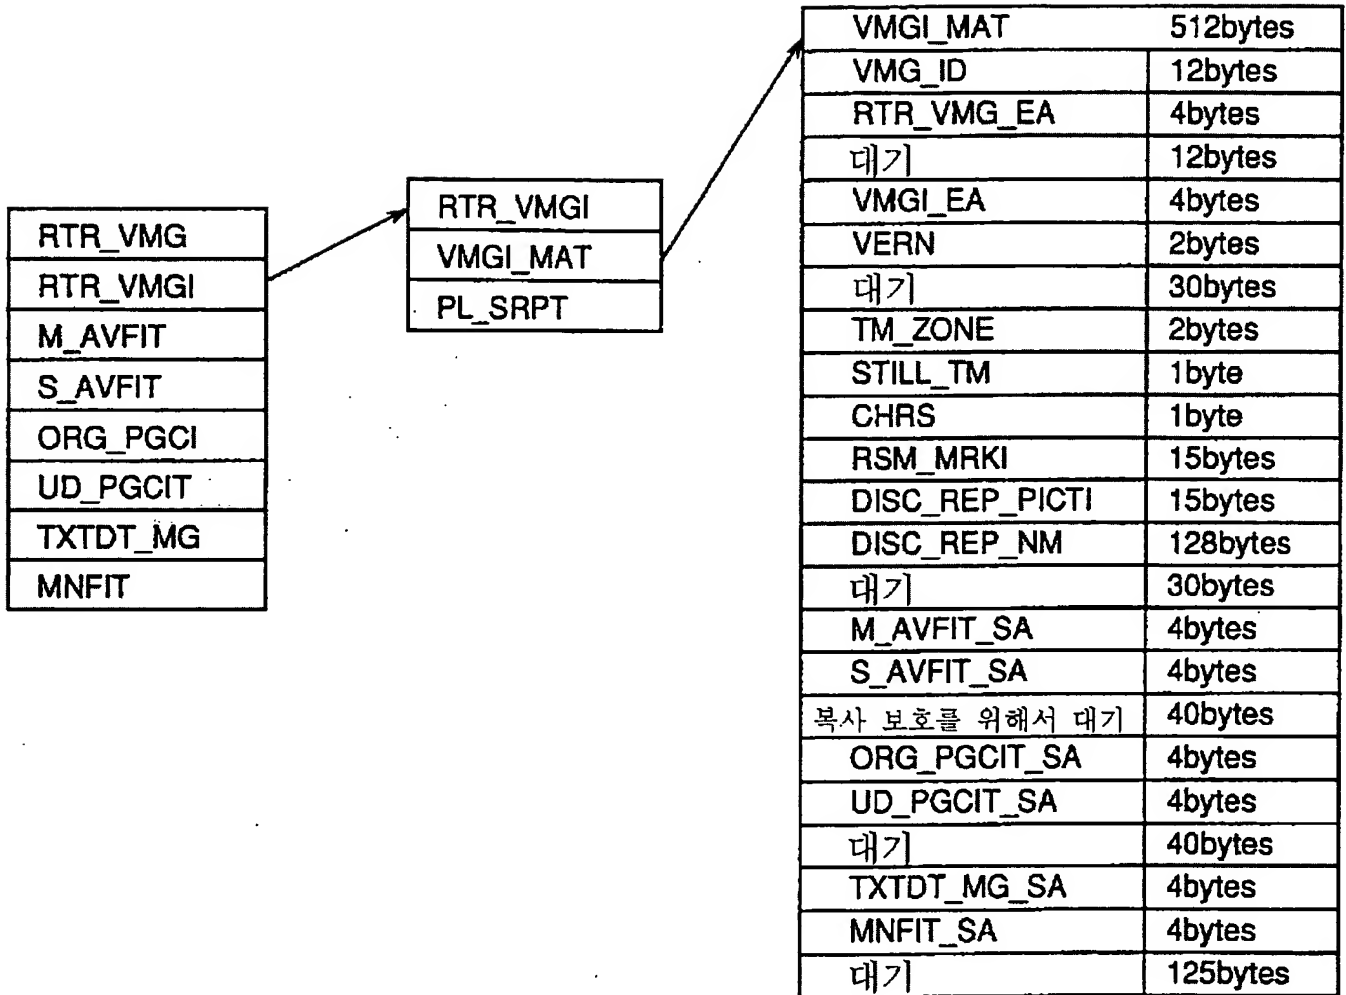 RTR_VMG
RTR_VMGI
M_AVFIT
S_AVFIT
ORG_PGCI
UD_PGCIT
TXTDT_MG
MNFIT
RTR_VMGI
VMGI_MAT
PL_SRPT
VMGI_MAT 512bytes
VMG_ID 12bytes
RTR_VMG_EA 4bytes
대기 12bytes
VMGI_EA 4bytes
VERN 2bytes
대기 30bytes
TM_ZONE 2bytes
STILL_TM 1byte
CHRS 1byte
RSM_MRKI 15bytes
DISC_REP_PICTI 15bytes
DISC_REP_NM 128bytes
대기 30bytes
M_AVFIT_SA 4bytes
S_AVFIT_SA 4bytes
복사 보호를 위해서 대기 40bytes
ORG_PGCIT_SA 4bytes
UD_PGCIT_SA 4bytes
대기 40bytes
TXTDT_MG_SA 4bytes
MNFIT_SA 4bytes
대기 125bytes